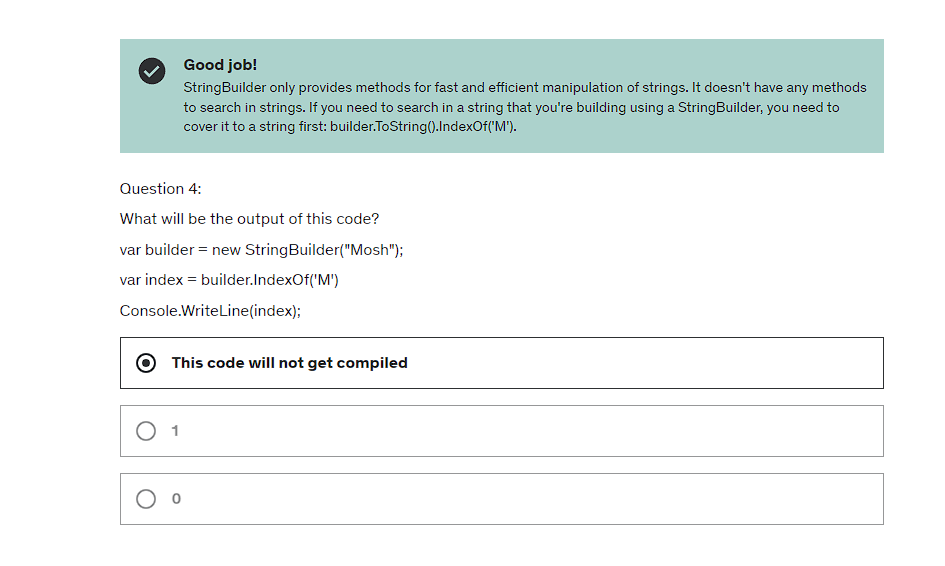 Good job!
StringBuilder only provides methods for fast and efficient manipulation of strings. It doesn't have any methods
to search in strings. If you need to search in a string that you're building using a StringBuilder, you need to
cover it to a string first: builder.ToString().IndexOf('M').
Question 4:
What will be the output of this code?
var builder = new StringBuilder("Mosh");
var index = builder.IndexOf('M')
Console.WriteLine(index);
This code will not get compiled
1
0